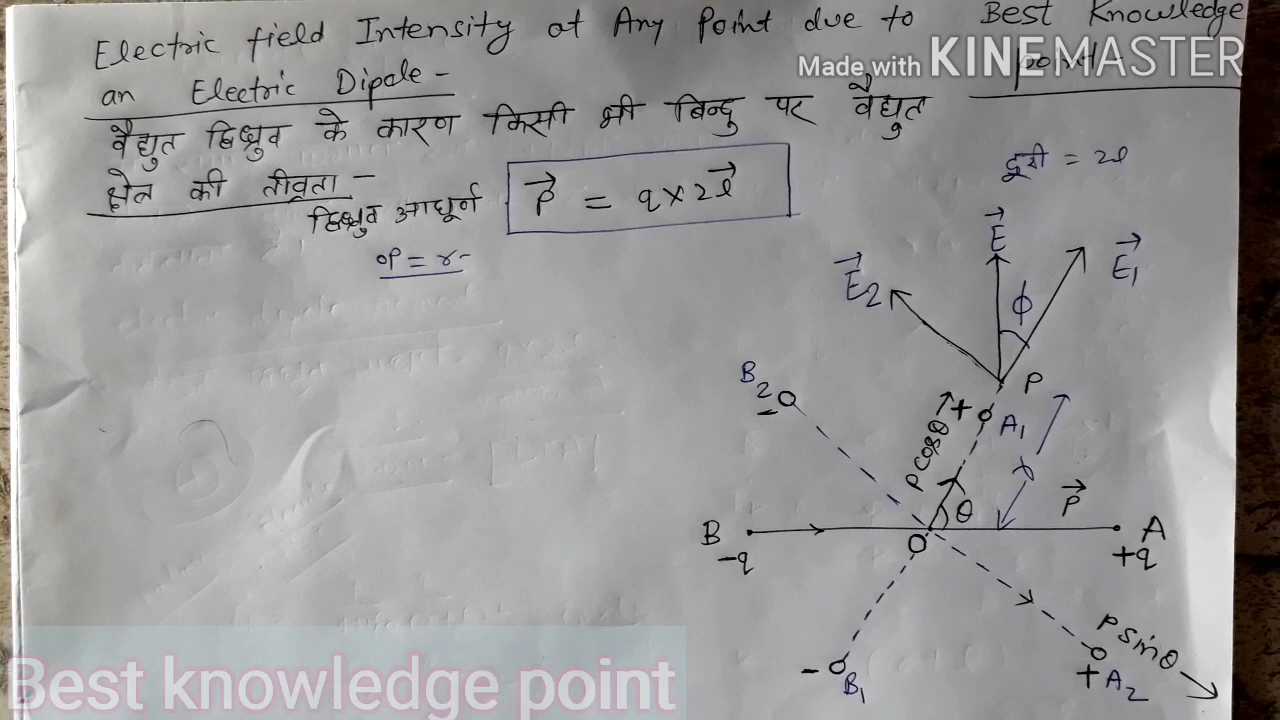 Electric field Intensity at Any Point due to
an Electric Dipole -
Best Knowledge
point -
Made with KINEMASTER
वैद्युत द्विध्रुव के कारण किसी भी बिन्दु पर वैद्युत
क्षेत्र की तीव्रता -
द्विध्रुव आघूर्ण
P⃗ = q×2l⃗
OP = r -
दूरी = 2l
E⃗
E⃗₁
E⃗₂
ϕ
P
B₂
-
+
A₁
P cosθ
r
θ
P⃗
B
-q
O
A
+q
P sinθ
-
B₁
+
A₂
Best knowledge point